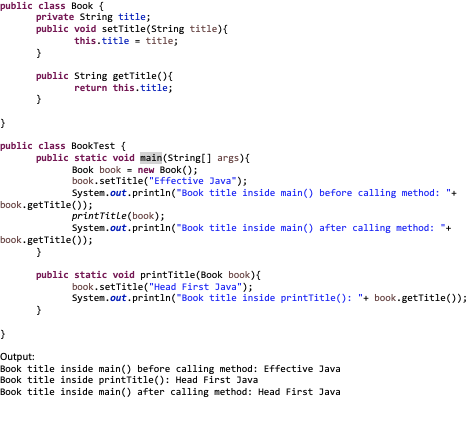 public class Book {
private String title;
public void setTitle(String title){
this.title = title;
}
public String getTitle(){
return this.title;
}
}
public class BookTest {
public static void main(String[] args){
Book book = new Book();
book.setTitle("Effective Java");
System.out.println("Book title inside main() before calling method: "+
book.getTitle());
printTitle(book);
System.out.println("Book title inside main() after calling method: "+
book.getTitle());
}
public static void printTitle(Book book){
book.setTitle("Head First Java");
System.out.println("Book title inside printTitle(): "+ book.getTitle());
}
}
Output:
Book title inside main() before calling method: Effective Java
Book title inside printTitle(): Head First Java
Book title inside main() after calling method: Head First Java